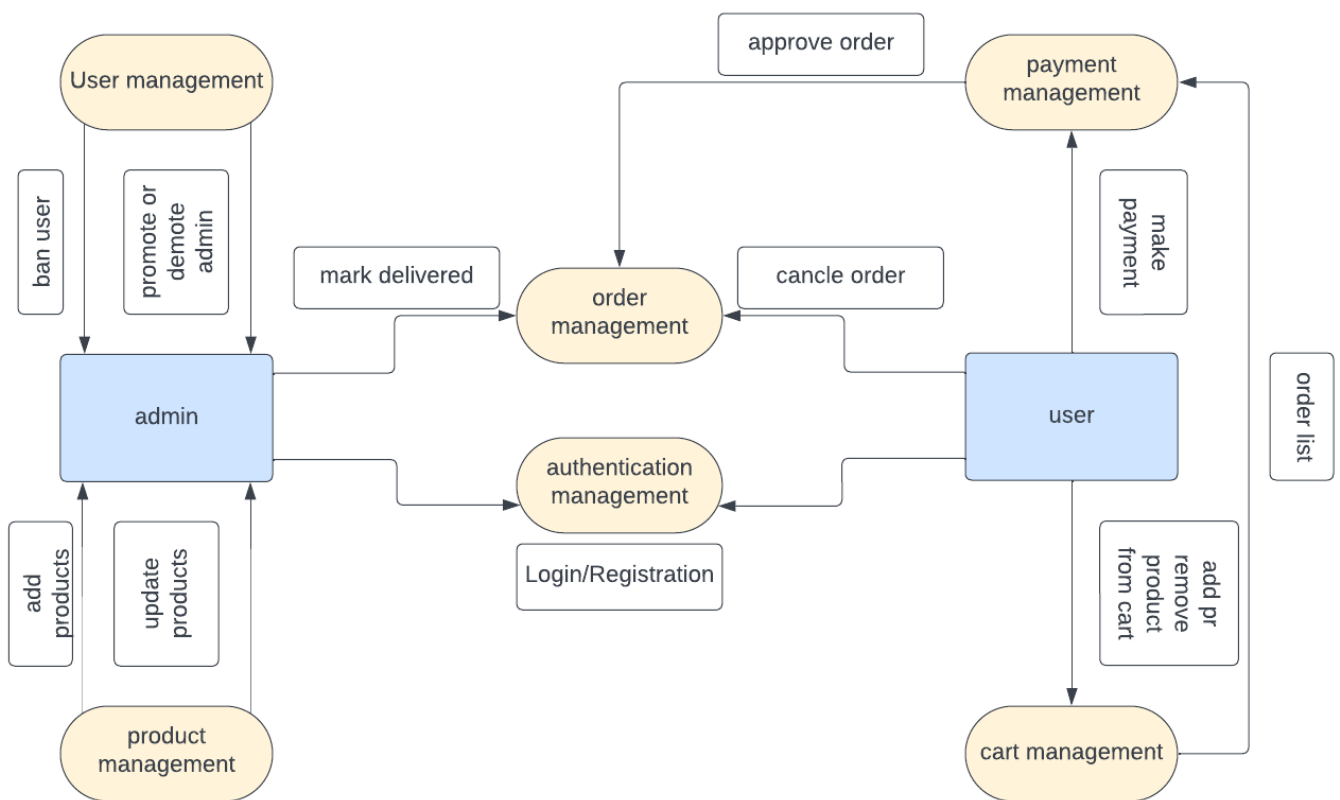 approve order
User management
payment
management
ban user
promote or
demote
admin
make
payment
mark delivered
order
management
cancle order
admin
user
order list
authentication
management
Login/Registration
add
products
update
products
add pr
remove
product
from cart
product
management
cart management